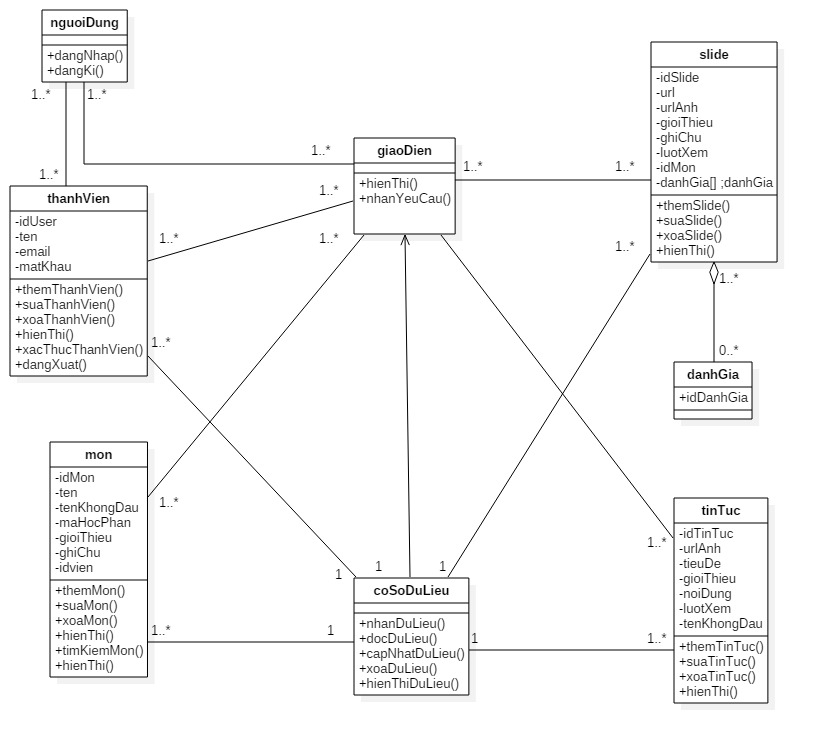 nguoiDung
+dangNhap()
+dangKi()
1..*
1..*
1..*
1..*
thanhVien
-idUser
-ten
-email
-matKhau
+themThanhVien()
+suaThanhVien()
+xoaThanhVien()
+hienThi()
+xacThucThanhVien()
+dangXuat()
1..*
1..*
1..*
1..*
giaoDien
+hienThi()
+nhanYeuCau()
1..*
1..*
slide
-idSlide
-url
-urlAnh
-gioiThieu
-ghiChu
-luotXem
-idMon
-danhGia[] ;danhGia
+themSlide()
+suaSlide()
+xoaSlide()
+hienThi()
1..*
1..*
0..*
danhGia
+idDanhGia
mon
-idMon
-ten
-tenKhongDau
-maHocPhan
-gioiThieu
-ghiChu
-idvien
+themMon()
+suaMon()
+xoaMon()
+hienThi()
+timKiemMon()
+hienThi()
1..*
1..*
1
1
1
1
coSoDuLieu
+nhanDuLieu()
+docDuLieu()
+capNhatDuLieu()
+xoaDuLieu()
+hienThiDuLieu()
1
1..*
1..*
tinTuc
-idTinTuc
-urlAnh
-tieuDe
-gioiThieu
-noiDung
-luotXem
-tenKhongDau
+themTinTuc()
+suaTinTuc()
+xoaTinTuc()
+hienThi()